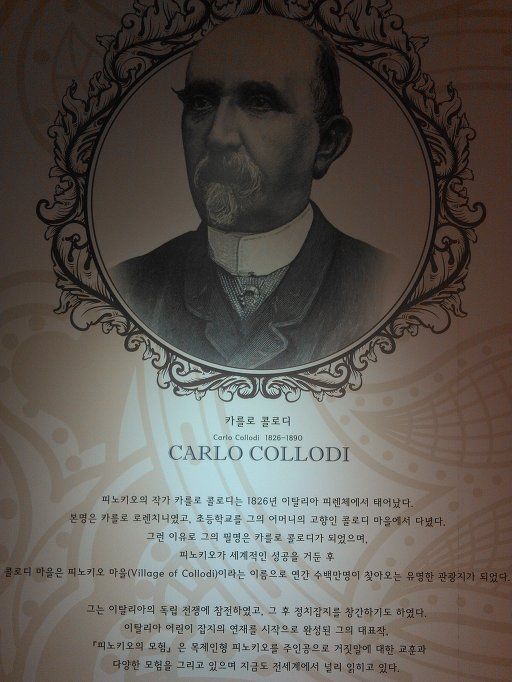 카를로 콜로디
Carlo Collodi 1826-1890
CARLO COLLODI
피노키오의 작가 카를로 콜로디는 1826년 이탈리아 피렌체에서 태어났다.
본명은 카를로 로렌치니였고, 초등학교를 그의 어머니의 고향인 콜로디 마을에서 다녔다.
그런 이유로 그의 필명은 카를로 콜로디가 되었으며,
피노키오가 세계적인 성공을 거둔 후
콜로디 마을은 피노키오 마을(Village of Collodi)이라는 이름으로 연간 수백만명이 찾아오는 유명한 관광지가 되었다.
그는 이탈리아의 독립 전쟁에 참전하였고, 그 후 정치잡지를 창간하기도 하였다.
이탈리아 어린이 잡지의 연재를 시작으로 완성된 그의 대표작,
『피노키오의 모험』은 목제인형 피노키오를 주인공으로 거짓말에 대한 교훈과
다양한 모험을 그리고 있으며 지금도 전세계에서 널리 읽히고 있다.